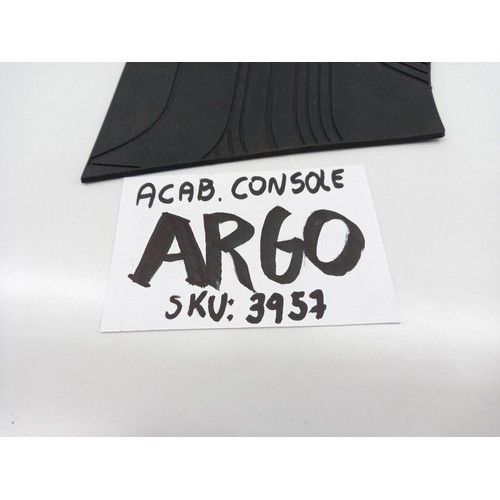 ACAB. CONSOLE
ARGO
SKU: 3957